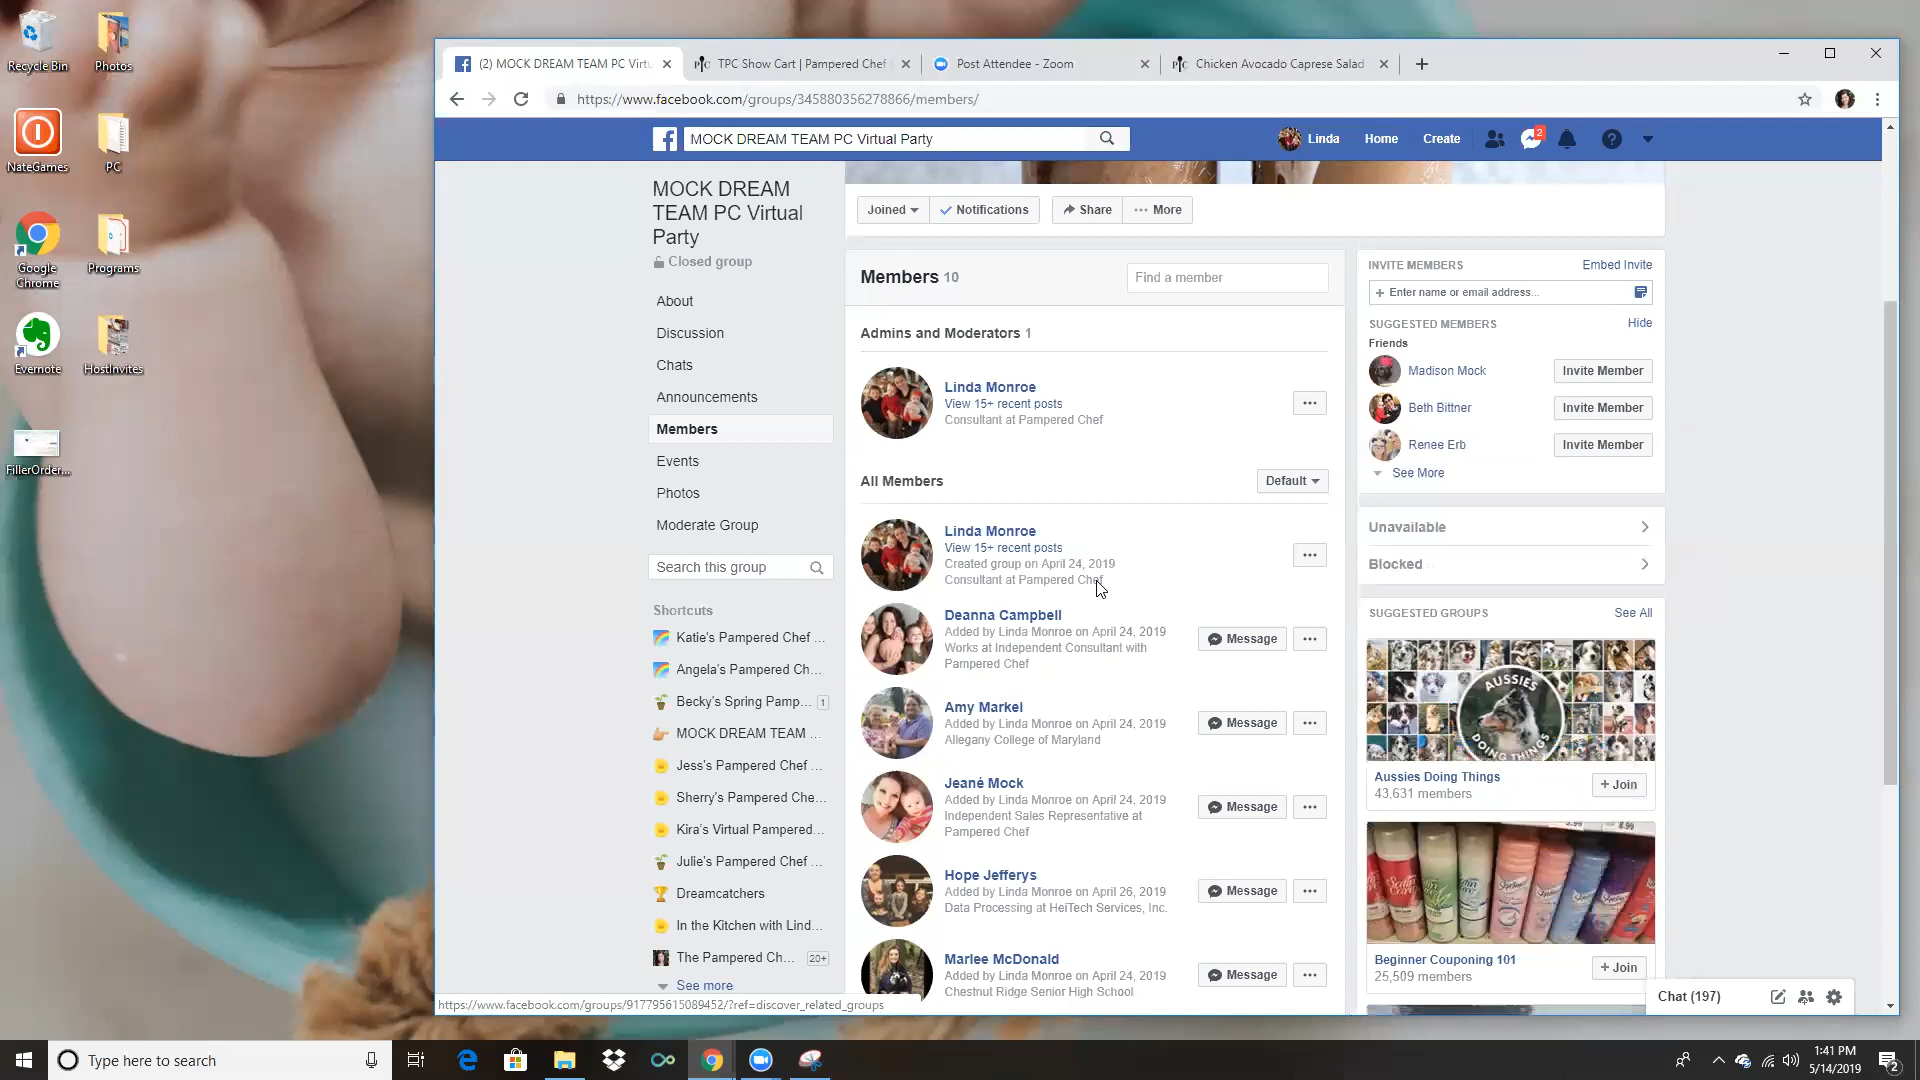 Recycle Bin
Photos
NateGames
PC
Google Chrome
Programs
Evernote
HostInvites
FillerOrder...
(2) MOCK DREAM TEAM PC Virtu
TPC Show Cart | Pampered Chef
Post Attendee - Zoom
Chicken Avocado Caprese Salad
https://www.facebook.com/groups/345880356278866/members/
MOCK DREAM TEAM PC Virtual Party
Linda
Home
Create
2
MOCK DREAM
TEAM PC Virtual
Party
Closed group
About
Discussion
Chats
Announcements
Members
Events
Photos
Moderate Group
Search this group
Shortcuts
Katie's Pampered Chef ...
Angela's Pampered Ch...
Becky's Spring Pamp... 1
MOCK DREAM TEAM ...
Jess's Pampered Chef ...
Sherry's Pampered Che...
Kira's Virtual Pampered...
Julie's Pampered Chef ...
Dreamcatchers
In the Kitchen with Lind...
The Pampered Ch... 20+
See more
Joined
Notifications
Share
More
Members 10
Find a member
Admins and Moderators 1
Linda Monroe
View 15+ recent posts
Consultant at Pampered Chef
All Members
Default
Linda Monroe
View 15+ recent posts
Created group on April 24, 2019
Consultant at Pampered Chef
Deanna Campbell
Added by Linda Monroe on April 24, 2019
Works at Independent Consultant with
Pampered Chef
Message
Amy Markel
Added by Linda Monroe on April 24, 2019
Allegany College of Maryland
Message
Jeané Mock
Added by Linda Monroe on April 24, 2019
Independent Sales Representative at
Pampered Chef
Message
Hope Jefferys
Added by Linda Monroe on April 26, 2019
Data Processing at HeiTech Services, Inc.
Message
Marlee McDonald
Added by Linda Monroe on April 24, 2019
Chestnut Ridge Senior High School
Message
INVITE MEMBERS
Embed Invite
+ Enter name or email address...
SUGGESTED MEMBERS
Hide
Friends
Madison Mock
Invite Member
Beth Bittner
Invite Member
Renee Erb
Invite Member
See More
Unavailable
Blocked
SUGGESTED GROUPS
See All
AUSSIES
DOING THINGS
Aussies Doing Things
43,631 members
+ Join
8.99
Beginner Couponing 101
25,509 members
+ Join
Chat (197)
https://www.facebook.com/groups/917795615089452/?ref=discover_related_groups
Type here to search
1:41 PM
5/14/2019
2